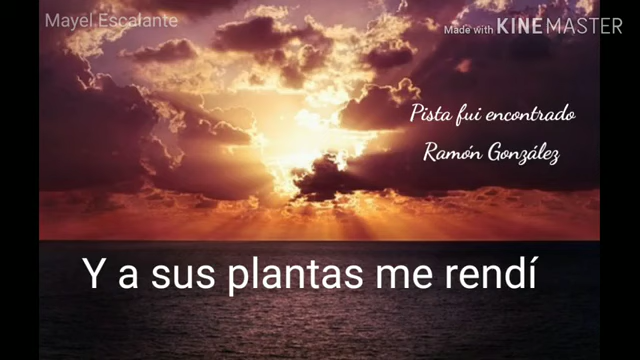 Mayel Escalante
Made with KINEMASTER
Pista fui encontrado
Ramón González
Y a sus plantas me rendí